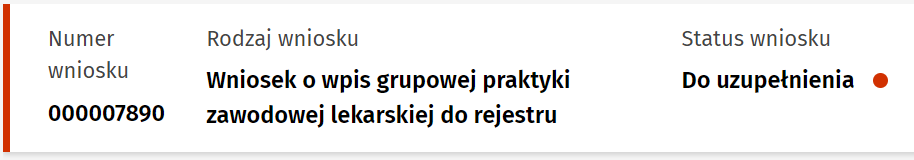 Numer
wniosku
000007890
Rodzaj wniosku
Wniosek o wpis grupowej praktyki
zawodowej lekarskiej do rejestru
Status wniosku
Do uzupełnienia